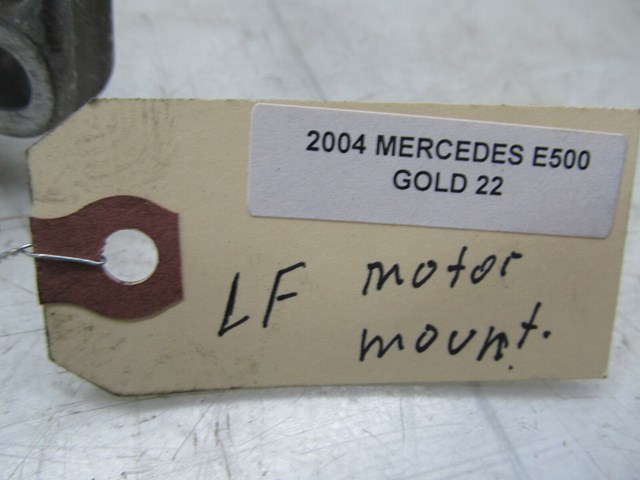 2004 MERCEDES E500
GOLD 22
LF motor
mount.